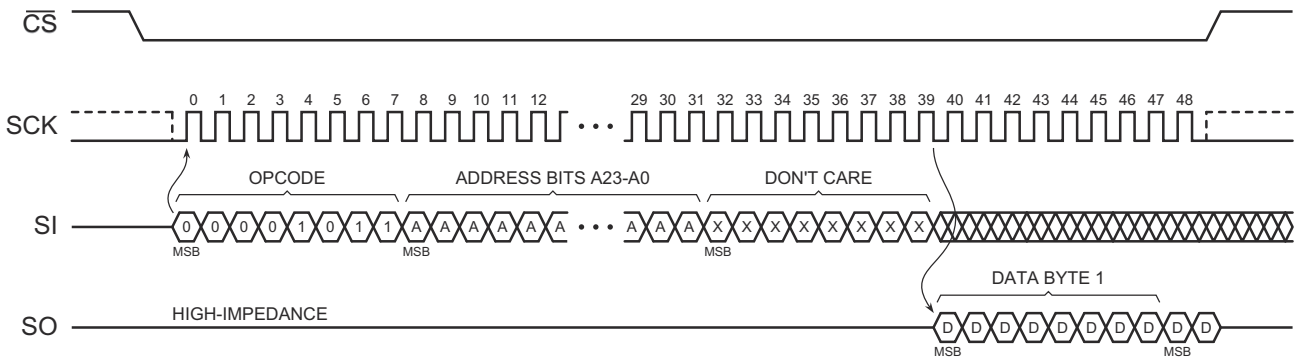 CS
0 1 2 3 4 5 6 7 8 9 10 11 12 29 30 31 32 33 34 35 36 37 38 39 40 41 42 43 44 45 46 47 48
SCK • • •
OPCODE ADDRESS BITS A23-A0 DON'T CARE
SI 0 0 0 0 1 0 1 1 A A A A A A • • • A A A X X X X X X X X
MSB MSB MSB
DATA BYTE 1
HIGH-IMPEDANCE
SO D D D D D D D D D D
MSB MSB